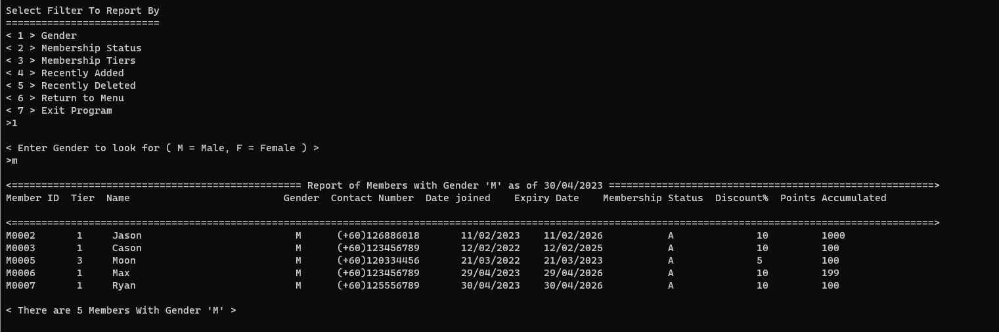 Select Filter To Report By
==========================
< 1 > Gender
< 2 > Membership Status
< 3 > Membership Tiers
< 4 > Recently Added
< 5 > Recently Deleted
< 6 > Return to Menu
< 7 > Exit Program
>1
< Enter Gender to look for ( M = Male, F = Female ) >
>m
<================================================= Report of Members with Gender 'M' as of 30/04/2023 =======================================================>
Member ID  Tier  Name                          Gender  Contact Number  Date joined    Expiry Date    Membership Status  Discount%  Points Accumulated
<============================================================================================================================================================>
M0002       1     Jason                          M      (+60)126886018       11/02/2023    11/02/2026           A              10         1000
M0003       1     Cason                          M      (+60)123456789       12/02/2022    12/02/2025           A              10         100
M0005       3     Moon                           M      (+60)120334456       21/03/2022    21/03/2023           A              5          100
M0006       1     Max                            M      (+60)123456789       29/04/2023    29/04/2026           A              10         199
M0007       1     Ryan                           M      (+60)125556789       30/04/2023    30/04/2026           A              10         100
< There are 5 Members With Gender 'M' >